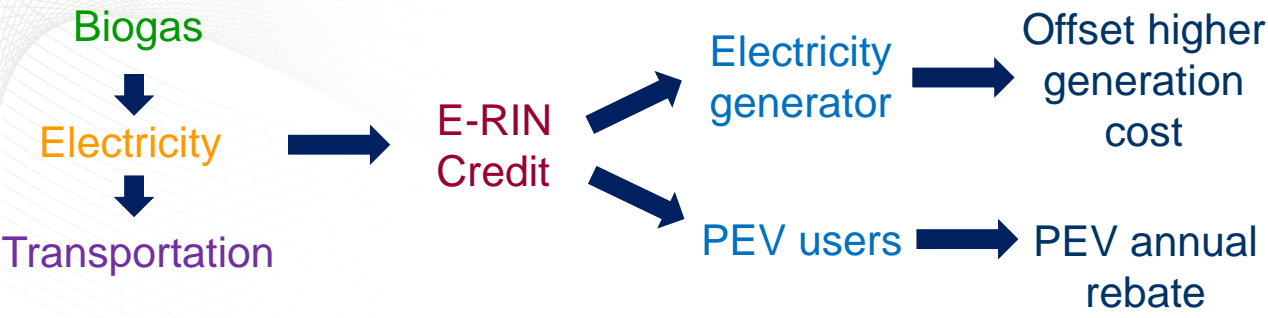 Biogas
Electricity
Transportation
E-RIN
Credit
Electricity
generator
PEV users
Offset higher
generation
cost
PEV annual
rebate